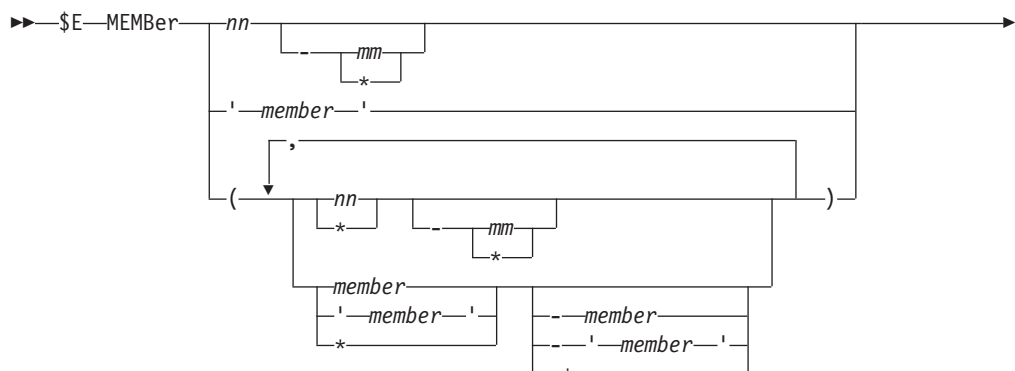 $E MEMBer nn
- mm
*
' member '
,
( nn - mm )
* *
member
' member ' - member
* - ' member '